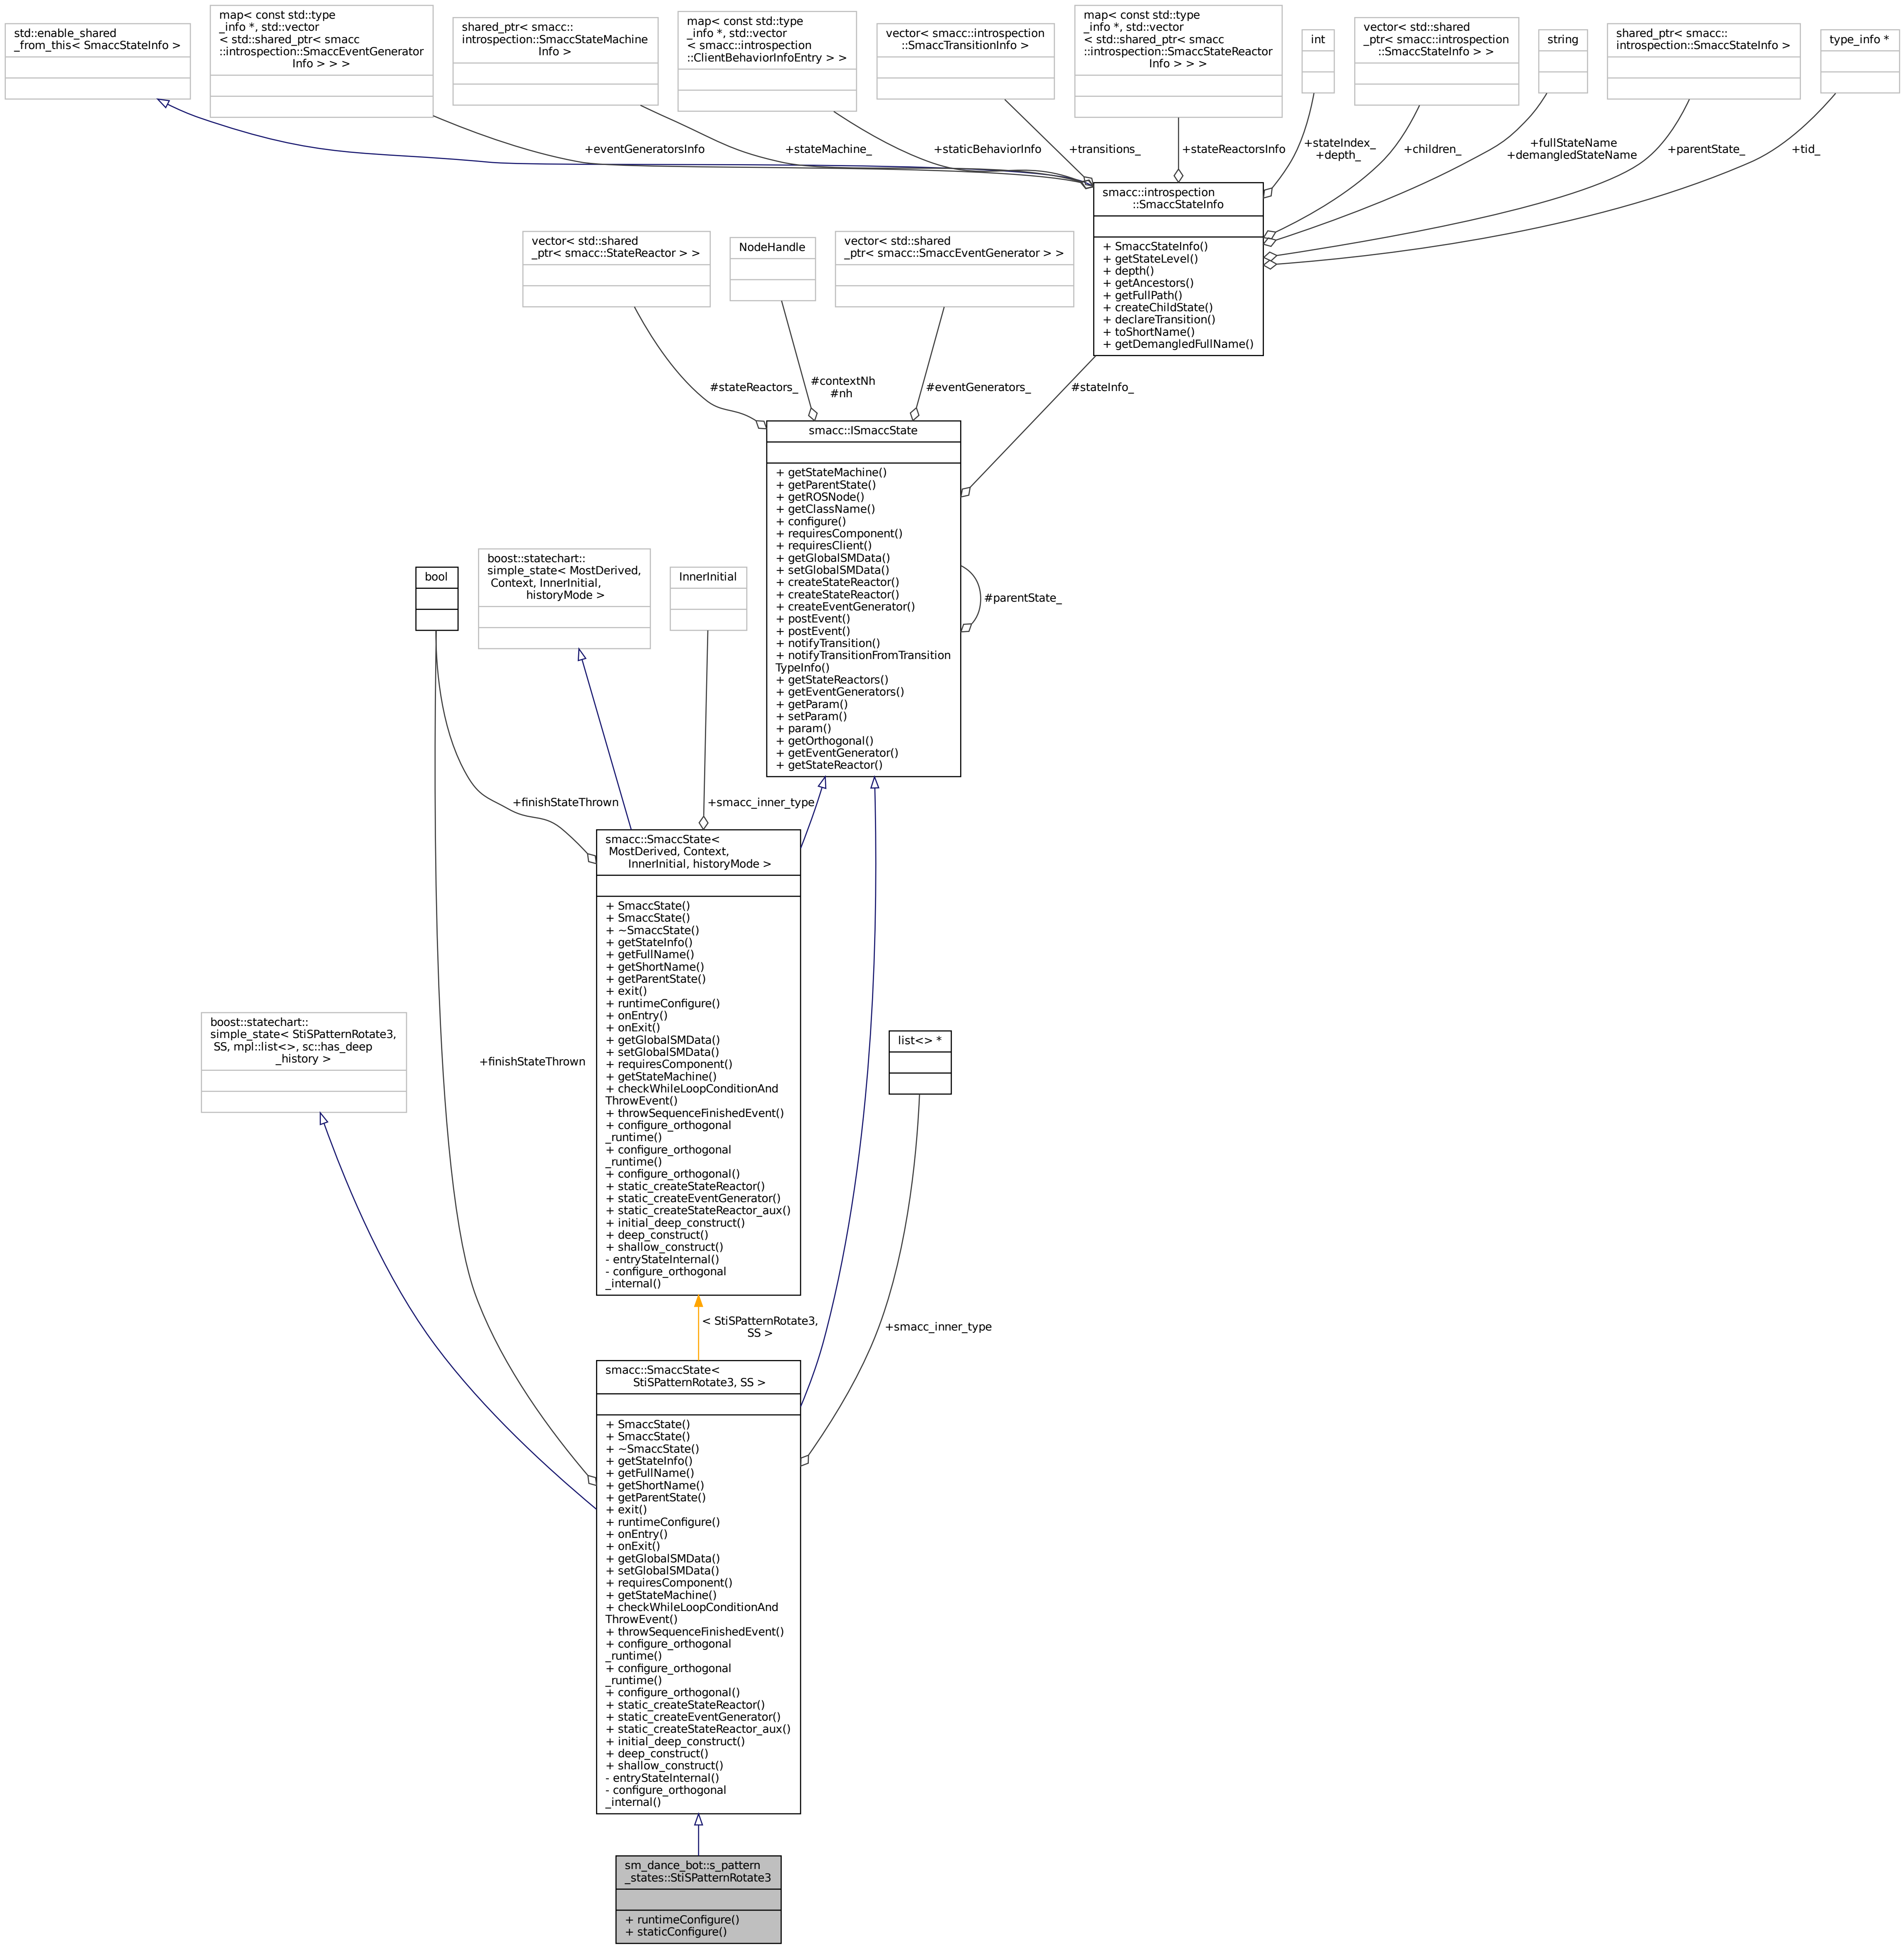 std::enable_shared
_from_this< SmaccStateInfo >
map< const std::type
_info *, std::vector
< std::shared_ptr< smacc
::introspection::SmaccEventGenerator
Info > > >
shared_ptr< smacc::
introspection::SmaccStateMachine
Info >
map< const std::type
_info *, std::vector
< smacc::introspection
::ClientBehaviorInfoEntry > >
vector< smacc::introspection
::SmaccTransitionInfo >
map< const std::type
_info *, std::vector
< std::shared_ptr< smacc
::introspection::SmaccStateReactor
Info > > >
int
vector< std::shared
_ptr< smacc::introspection
::SmaccStateInfo > >
string
shared_ptr< smacc::
introspection::SmaccStateInfo >
type_info *
+eventGeneratorsInfo
+stateMachine_
+staticBehaviorInfo
+transitions_
+stateReactorsInfo
+stateIndex_
+depth_
+children_
+fullStateName
+demangledStateName
+parentState_
+tid_
smacc::introspection
::SmaccStateInfo
+ SmaccStateInfo()
+ getStateLevel()
+ depth()
+ getAncestors()
+ getFullPath()
+ createChildState()
+ declareTransition()
+ toShortName()
+ getDemangledFullName()
vector< std::shared
_ptr< smacc::StateReactor > >
NodeHandle
vector< std::shared
_ptr< smacc::SmaccEventGenerator > >
#stateReactors_
#contextNh
#nh
#eventGenerators_
#stateInfo_
smacc::ISmaccState
+ getStateMachine()
+ getParentState()
+ getROSNode()
+ getClassName()
+ configure()
+ requiresComponent()
+ requiresClient()
+ getGlobalSMData()
+ setGlobalSMData()
+ createStateReactor()
+ createStateReactor()
+ createEventGenerator()
+ postEvent()
+ postEvent()
+ notifyTransition()
+ notifyTransitionFromTransition
TypeInfo()
+ getStateReactors()
+ getEventGenerators()
+ getParam()
+ setParam()
+ param()
+ getOrthogonal()
+ getEventGenerator()
+ getStateReactor()
#parentState_
bool
boost::statechart::
simple_state< MostDerived,
Context, InnerInitial,
historyMode >
InnerInitial
+finishStateThrown
+smacc_inner_type
smacc::SmaccState<
MostDerived, Context,
InnerInitial, historyMode >
+ SmaccState()
+ SmaccState()
+ ~SmaccState()
+ getStateInfo()
+ getFullName()
+ getShortName()
+ getParentState()
+ exit()
+ runtimeConfigure()
+ onEntry()
+ onExit()
+ getGlobalSMData()
+ setGlobalSMData()
+ requiresComponent()
+ getStateMachine()
+ checkWhileLoopConditionAnd
ThrowEvent()
+ throwSequenceFinishedEvent()
+ configure_orthogonal
_runtime()
+ configure_orthogonal
_runtime()
+ configure_orthogonal()
+ static_createStateReactor()
+ static_createEventGenerator()
+ static_createStateReactor_aux()
+ initial_deep_construct()
+ deep_construct()
+ shallow_construct()
- entryStateInternal()
- configure_orthogonal
_internal()
boost::statechart::
simple_state< StiSPatternRotate3,
SS, mpl::list<>, sc::has_deep
_history >
+finishStateThrown
list<> *
< StiSPatternRotate3,
SS >
+smacc_inner_type
smacc::SmaccState<
StiSPatternRotate3, SS >
+ SmaccState()
+ SmaccState()
+ ~SmaccState()
+ getStateInfo()
+ getFullName()
+ getShortName()
+ getParentState()
+ exit()
+ runtimeConfigure()
+ onEntry()
+ onExit()
+ getGlobalSMData()
+ setGlobalSMData()
+ requiresComponent()
+ getStateMachine()
+ checkWhileLoopConditionAnd
ThrowEvent()
+ throwSequenceFinishedEvent()
+ configure_orthogonal
_runtime()
+ configure_orthogonal
_runtime()
+ configure_orthogonal()
+ static_createStateReactor()
+ static_createEventGenerator()
+ static_createStateReactor_aux()
+ initial_deep_construct()
+ deep_construct()
+ shallow_construct()
- entryStateInternal()
- configure_orthogonal
_internal()
sm_dance_bot::s_pattern
_states::StiSPatternRotate3
+ runtimeConfigure()
+ staticConfigure()